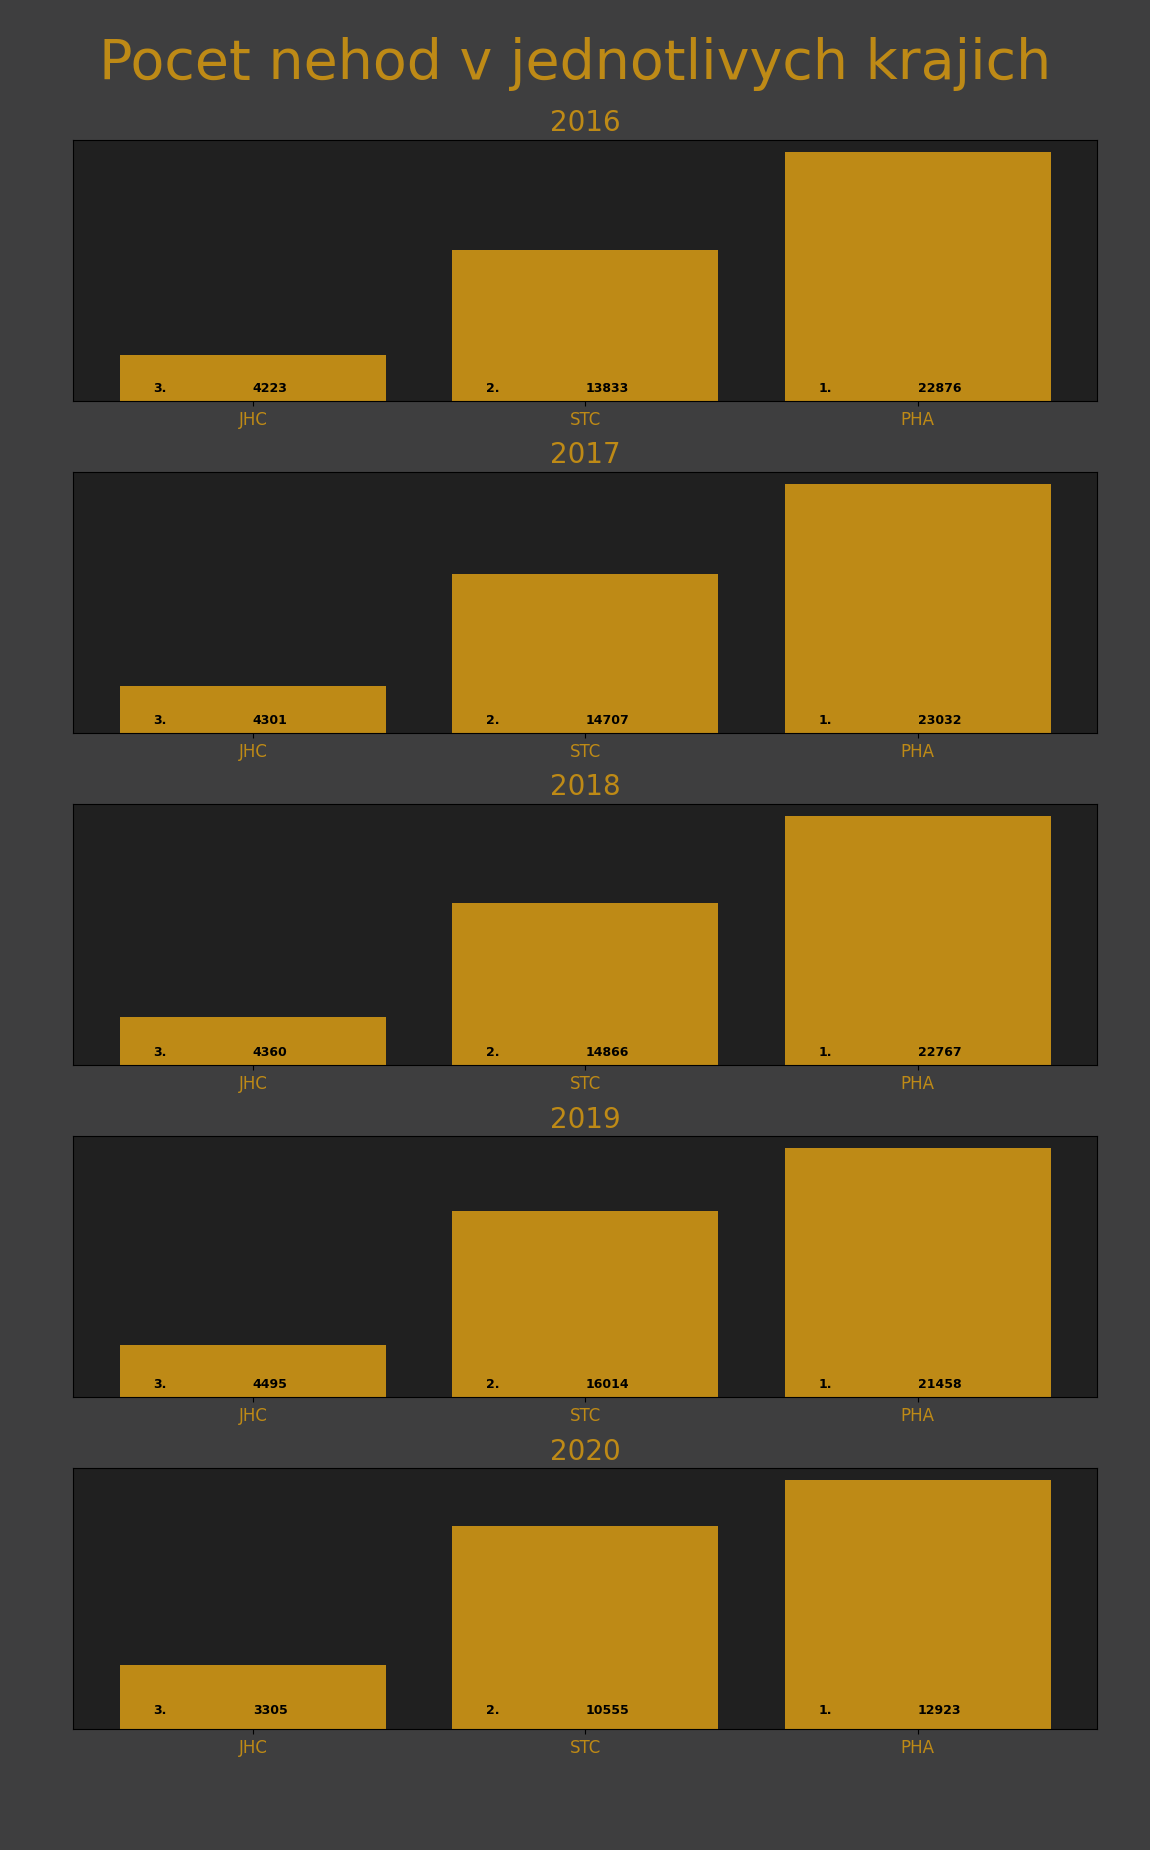 Pocet nehod v jednotlivych krajich
2016
3. 4223 2. 13833 1. 22876
JHC STC PHA
2017
3. 4301 2. 14707 1. 23032
JHC STC PHA
2018
3. 4360 2. 14866 1. 22767
JHC STC PHA
2019
3. 4495 2. 16014 1. 21458
JHC STC PHA
2020
3. 3305 2. 10555 1. 12923
JHC STC PHA